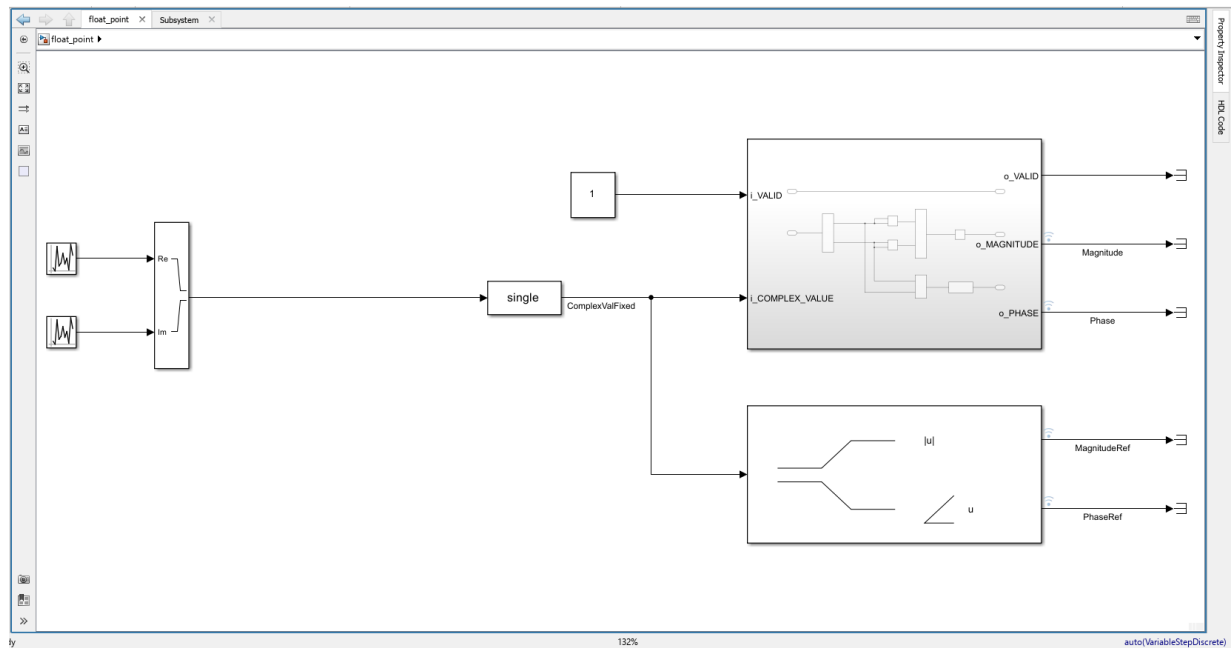 float_point × Subsystem ×
float_point
Property Inspector
HDL Code
1
i_VALID
i_COMPLEX_VALUE
o_VALID
o_MAGNITUDE
o_PHASE
Magnitude
Phase
Re
Im
single
ComplexValFixed
|u|
u
MagnitudeRef
PhaseRef
132%
auto(VariableStepDiscrete)